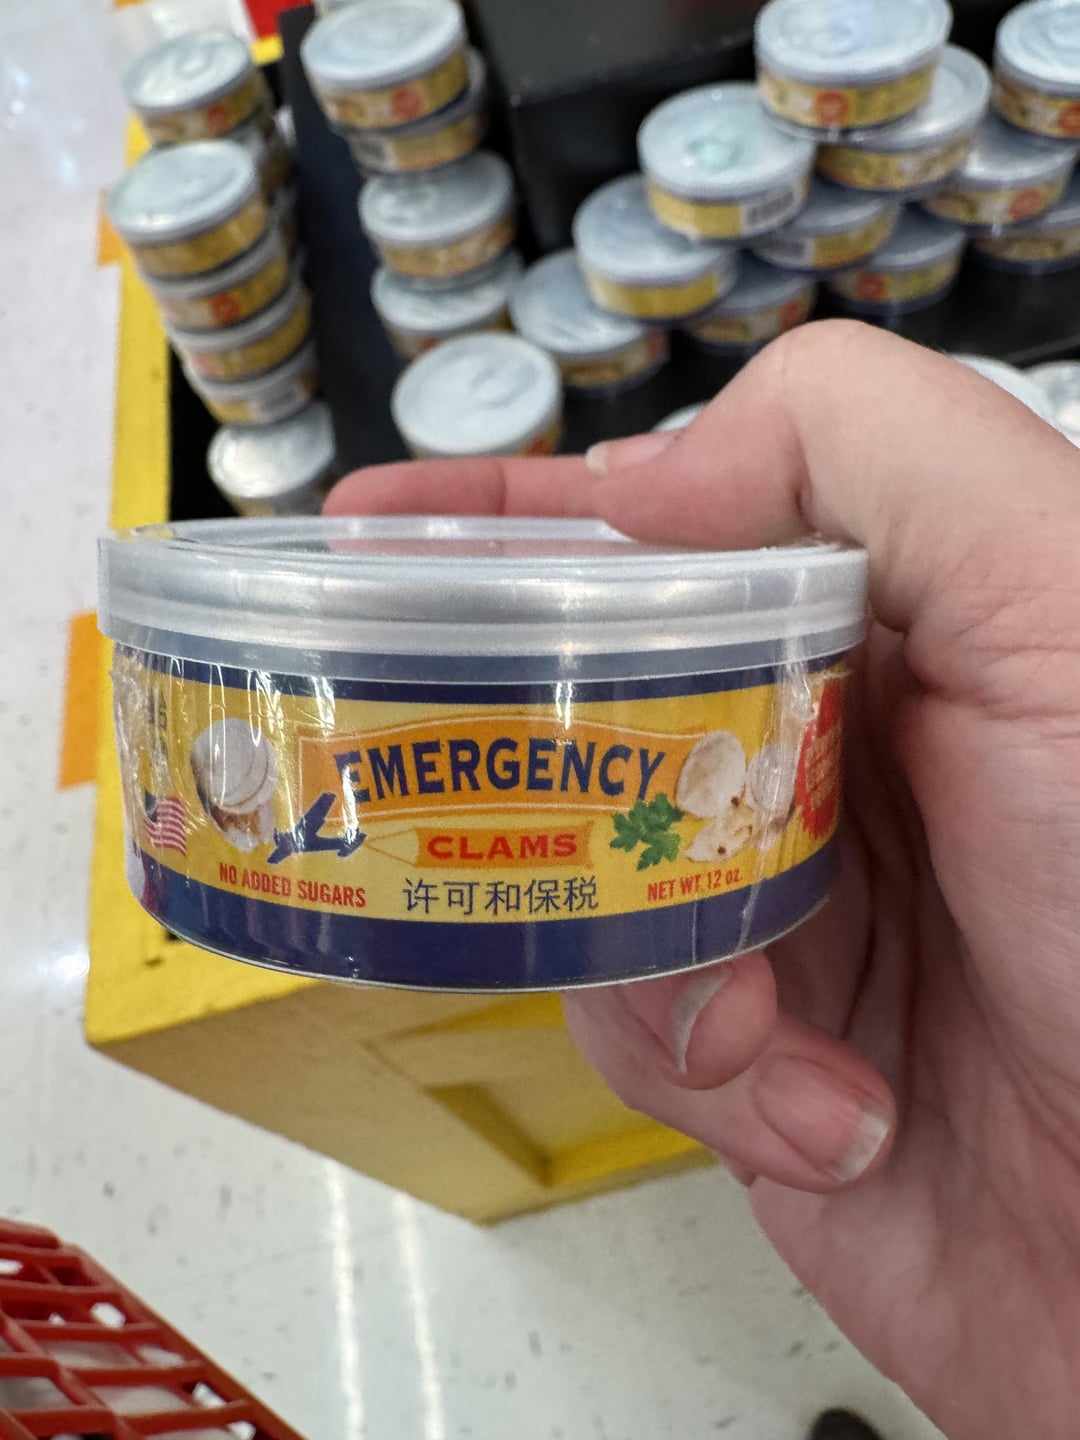 EMERGENCY
CLAMS
NO ADDED SUGARS
许可和保税
NET WT. 12 oz.